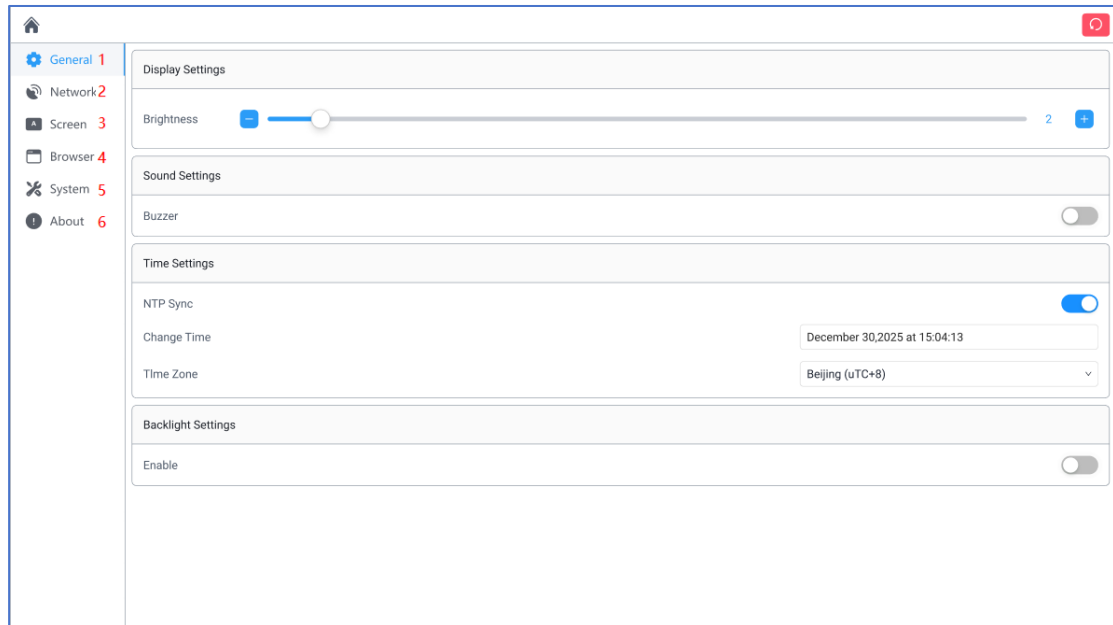 General 1
Network 2
Screen 3
Browser 4
System 5
About 6
Display Settings
Brightness 2
Sound Settings
Buzzer
Time Settings
NTP Sync
Change Time December 30,2025 at 15:04:13
TIme Zone Beijing (uTC+8)
Backlight Settings
Enable